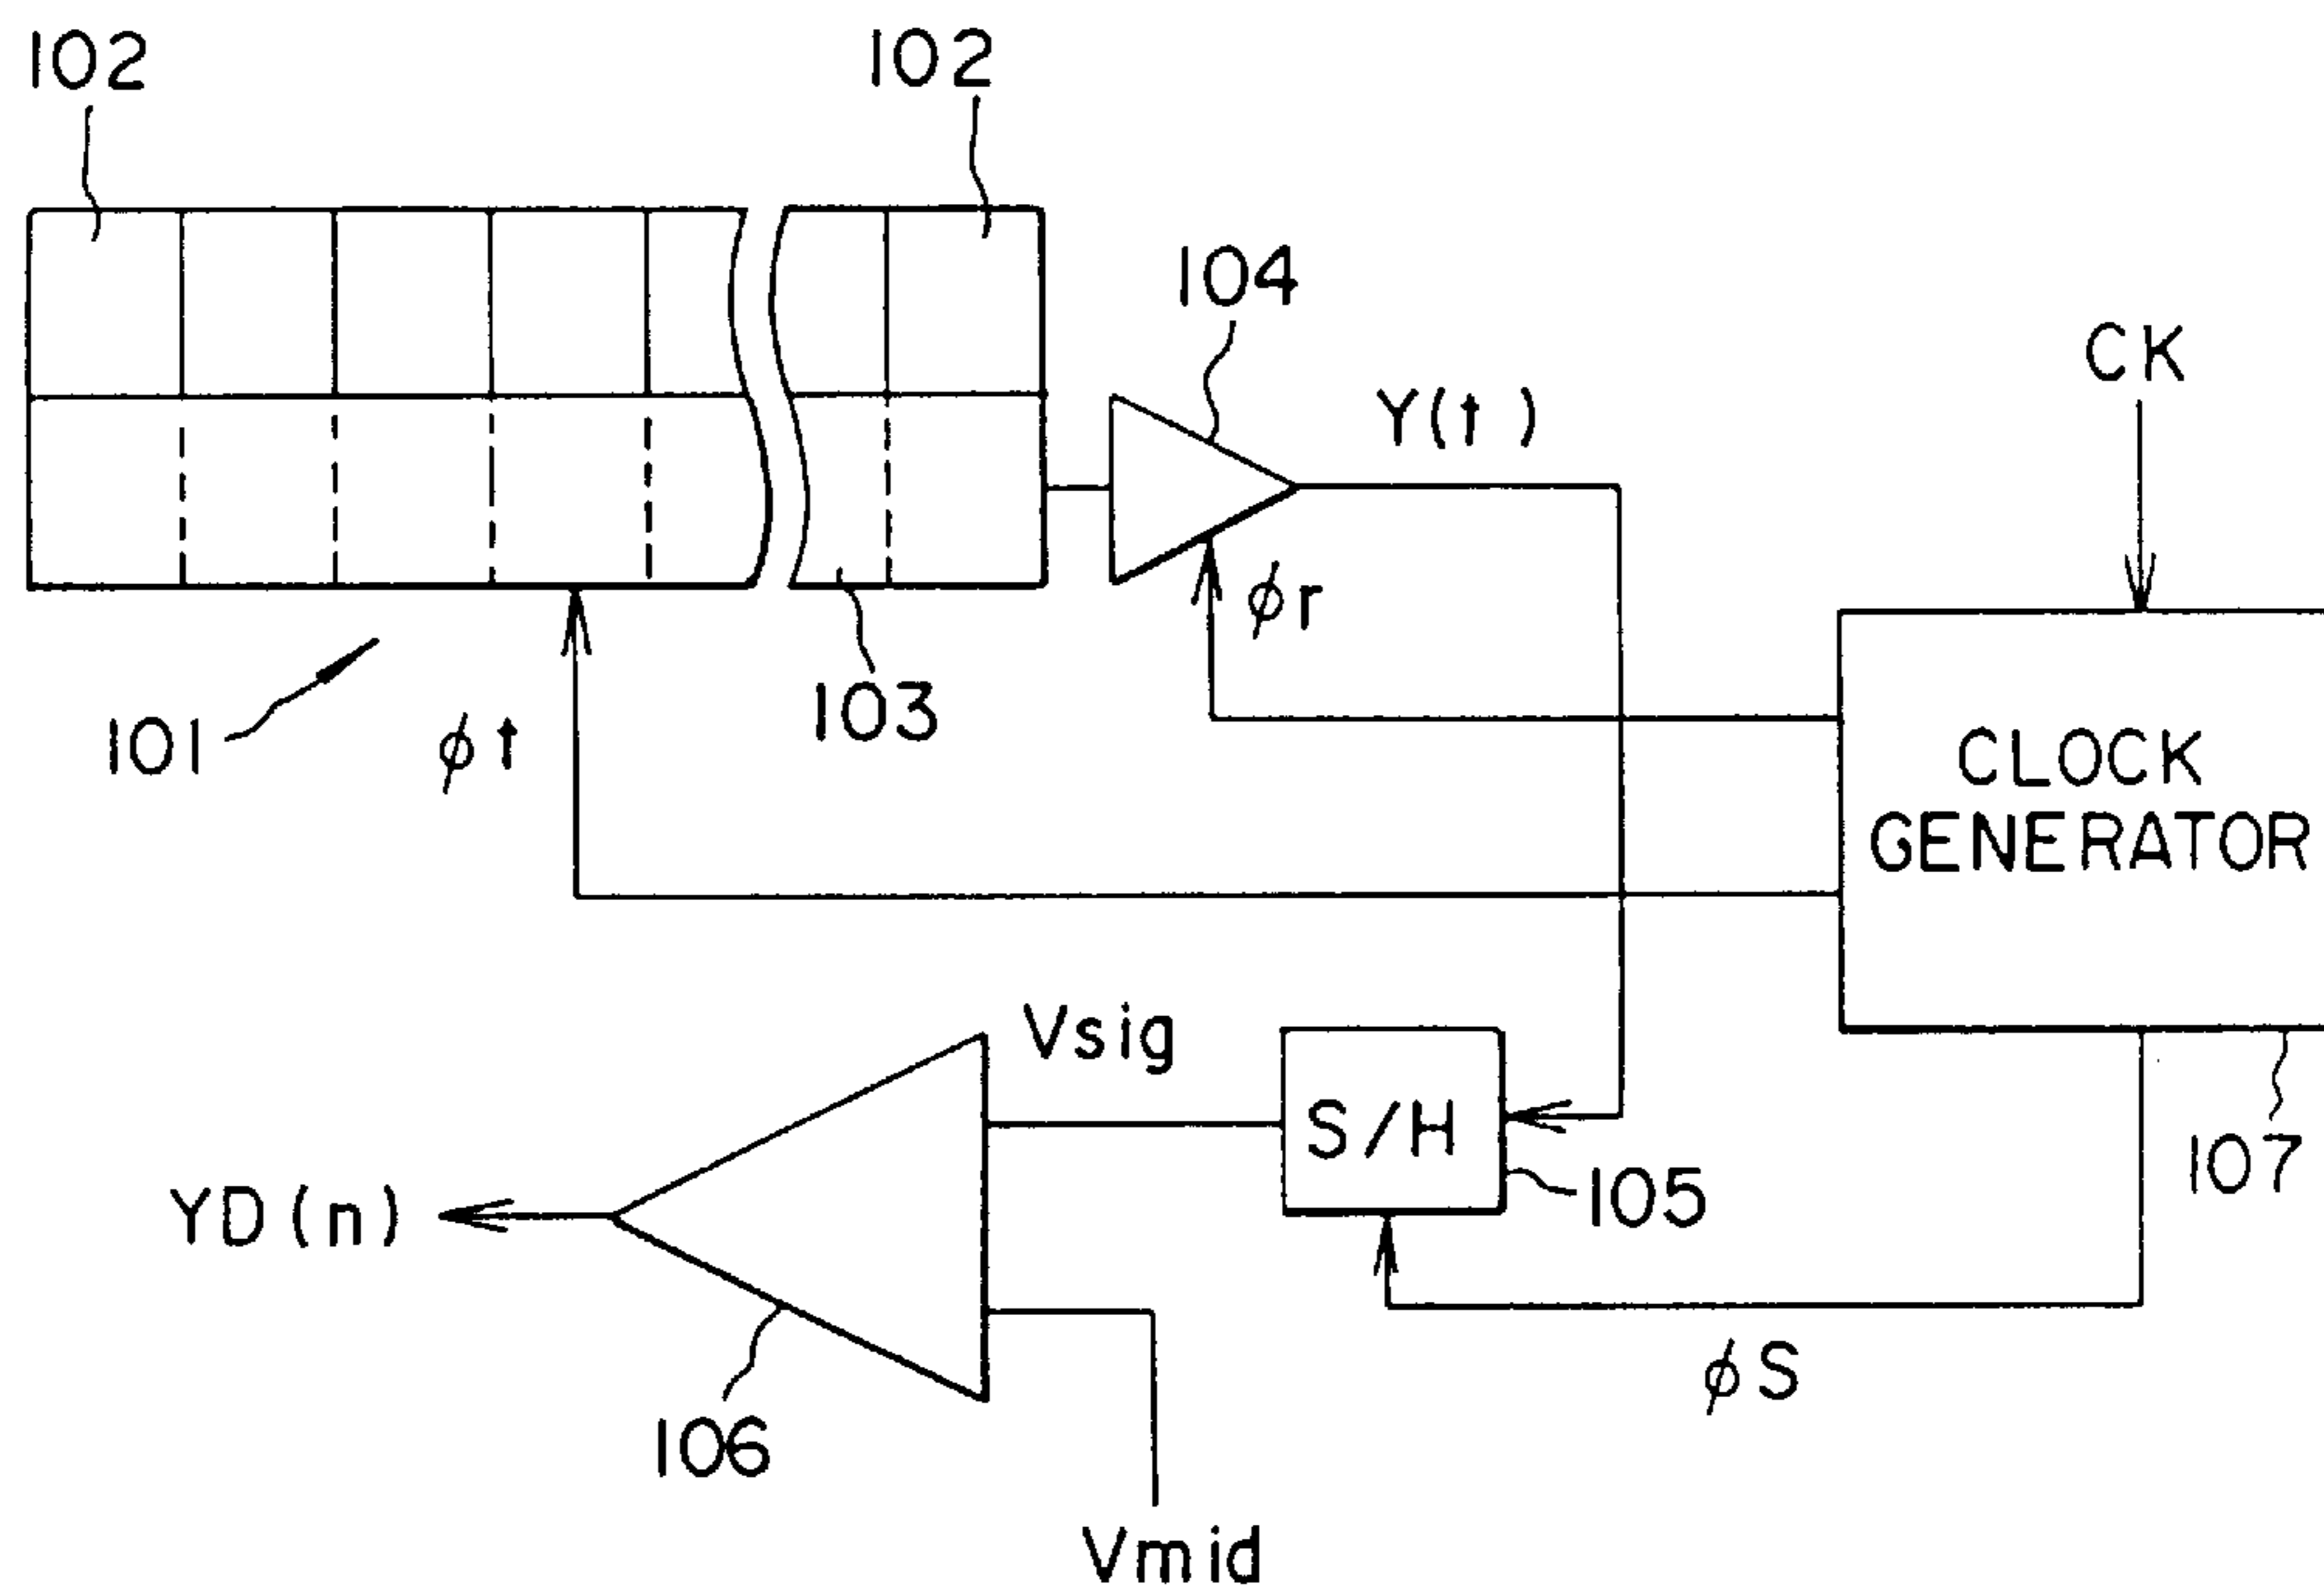 102
102
104
Y(t)
CK
ϕr
103
101
ϕt
CLOCK
GENERATOR
Vsig
S/H
105
107
YD(n)
ϕS
106
Vmid